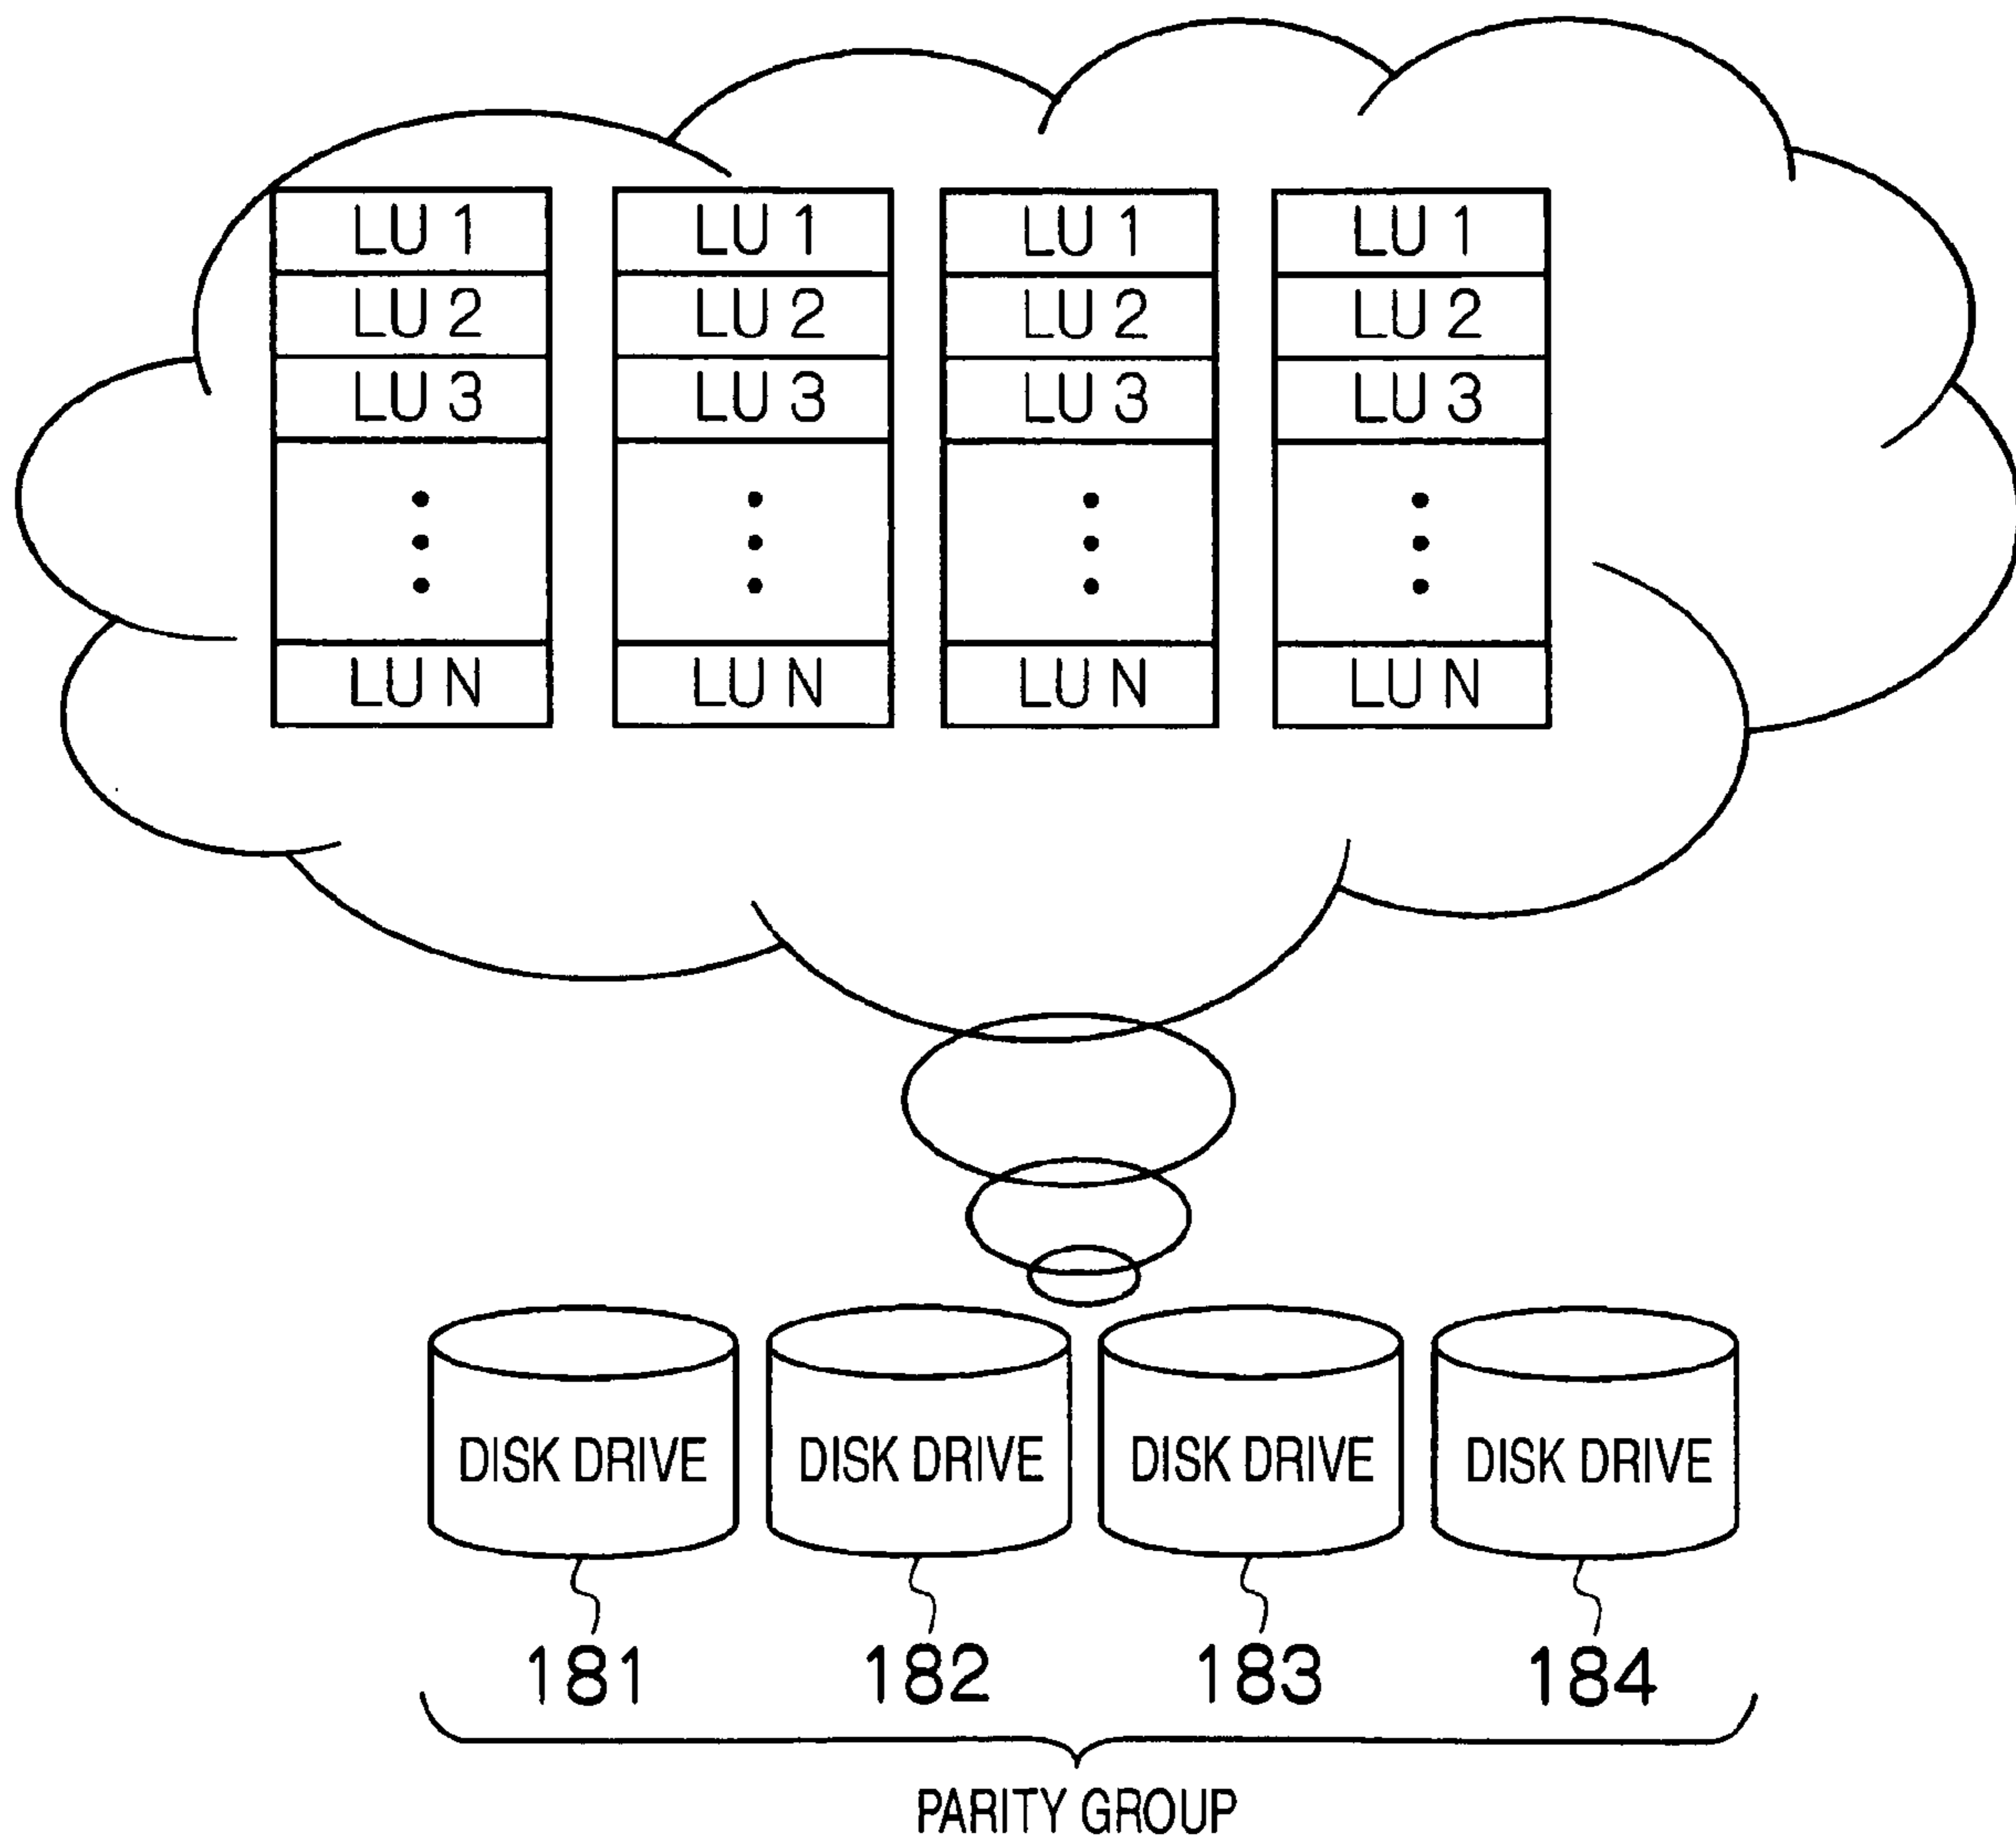 LU 1 LU 1 LU 1 LU 1
LU 2 LU 2 LU 2 LU 2
LU 3 LU 3 LU 3 LU 3
LU N LU N LU N LU N
DISK DRIVE DISK DRIVE DISK DRIVE DISK DRIVE
181 182 183 184
PARITY GROUP